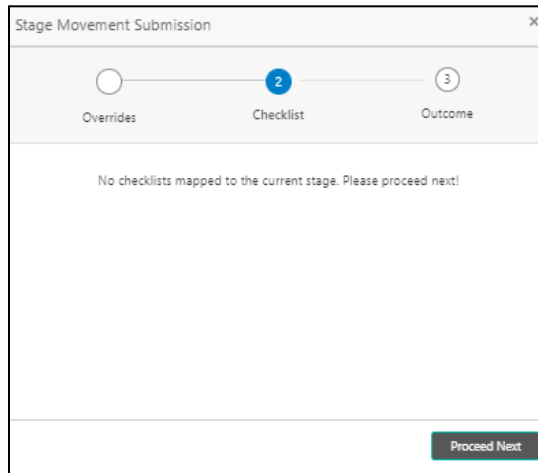 Stage Movement Submission
×
2
3
Overrides
Checklist
Outcome
No checklists mapped to the current stage. Please proceed next!
Proceed Next